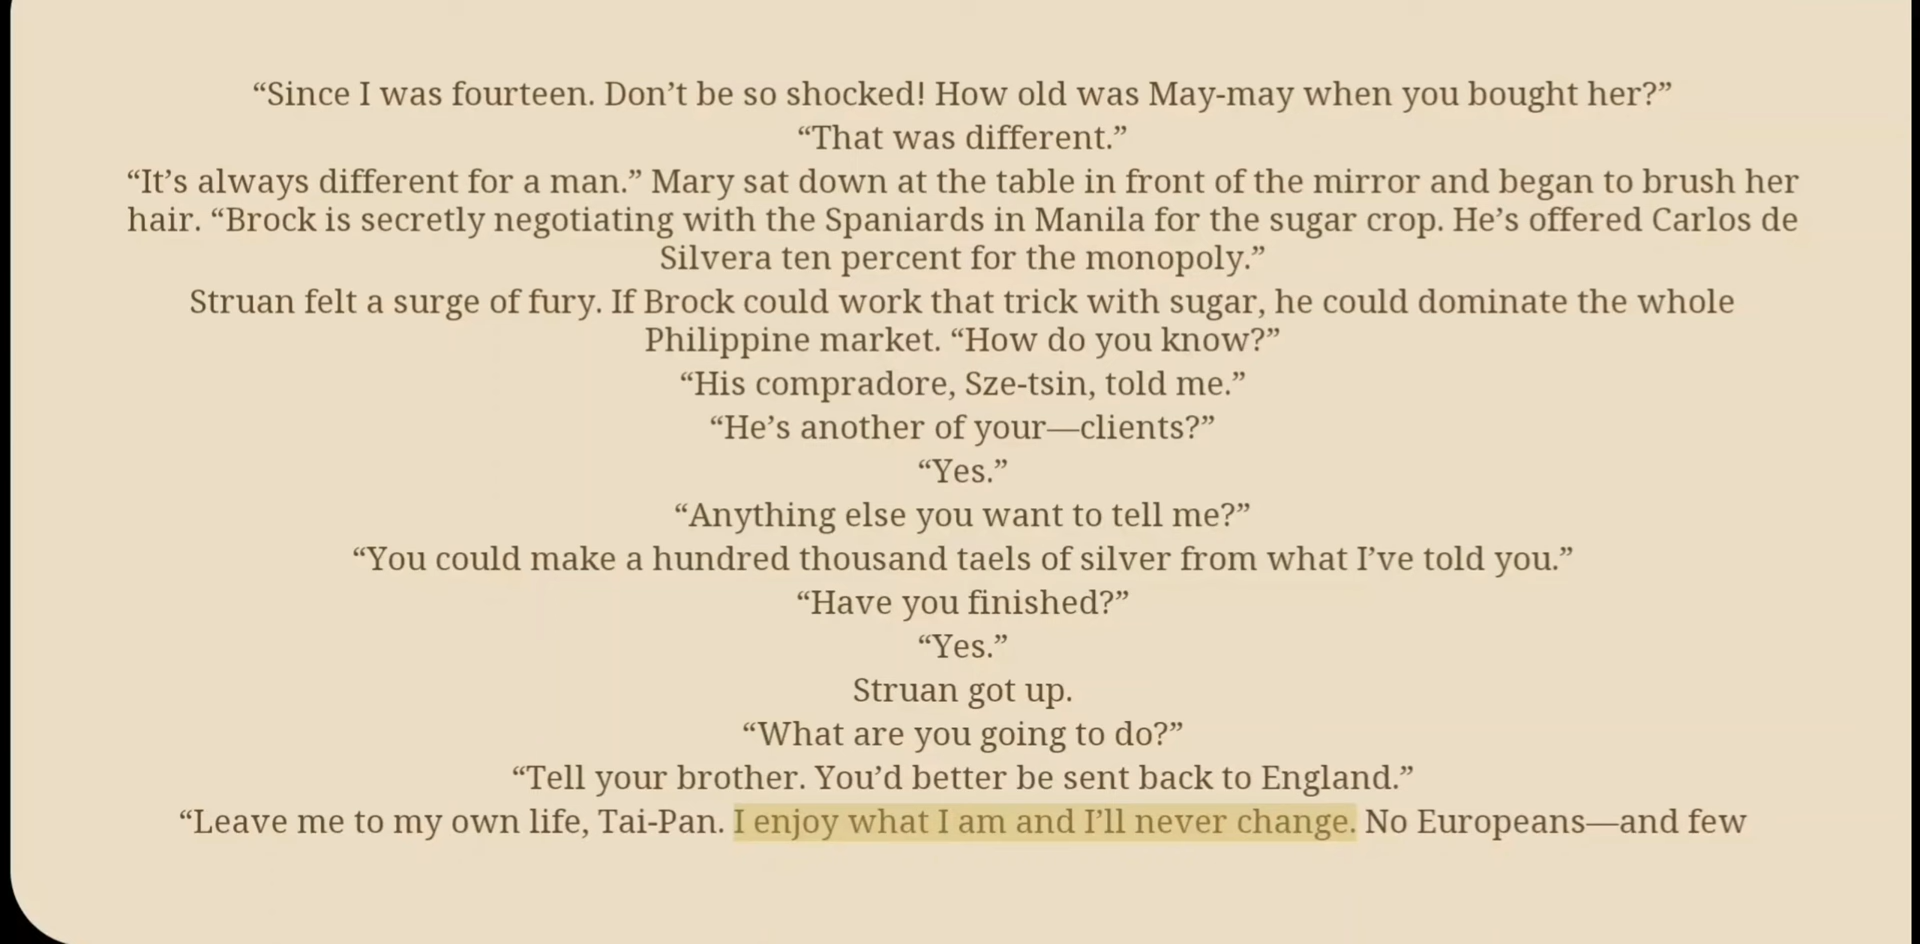 “Since I was fourteen. Don’t be so shocked! How old was May-may when you bought her?”
“That was different.”
“It’s always different for a man.” Mary sat down at the table in front of the mirror and began to brush her
hair. “Brock is secretly negotiating with the Spaniards in Manila for the sugar crop. He’s offered Carlos de
Silvera ten percent for the monopoly.”
Struan felt a surge of fury. If Brock could work that trick with sugar, he could dominate the whole
Philippine market. “How do you know?”
“His compradore, Sze-tsin, told me.”
“He’s another of your—clients?”
“Yes.”
“Anything else you want to tell me?”
“You could make a hundred thousand taels of silver from what I’ve told you.”
“Have you finished?”
“Yes.”
Struan got up.
“What are you going to do?”
“Tell your brother. You’d better be sent back to England.”
“Leave me to my own life, Tai-Pan. I enjoy what I am and I’ll never change. No Europeans—and few